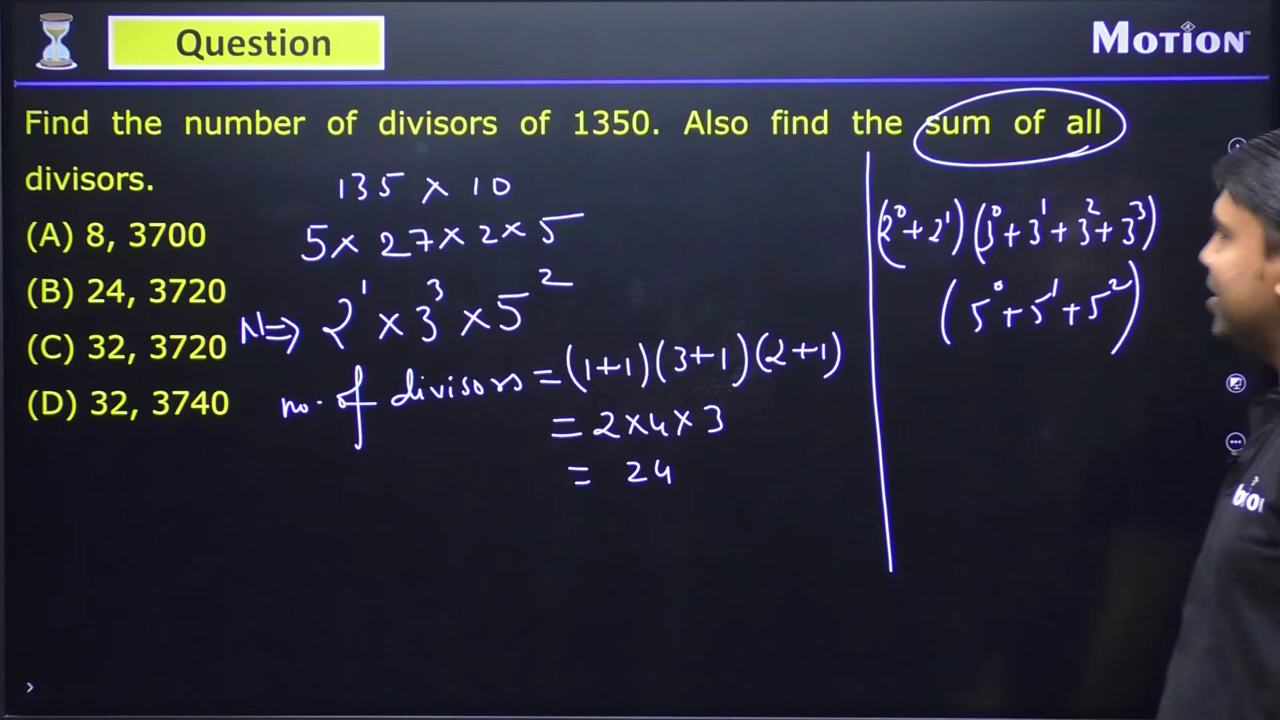 Question
MOTION
Find the number of divisors of 1350. Also find the sum of all
divisors.
(A) 8, 3700
(B) 24, 3720
(C) 32, 3720
(D) 32, 3740
135 × 10
5 × 27 × 2 × 5
N ⇒ 2¹ × 3³ × 5²
no. of divisors = (1+1)(3+1)(2+1)
= 2×4×3
= 24
(2⁰+2¹)(3⁰+3¹+3²+3³)
(5⁰+5¹+5²)